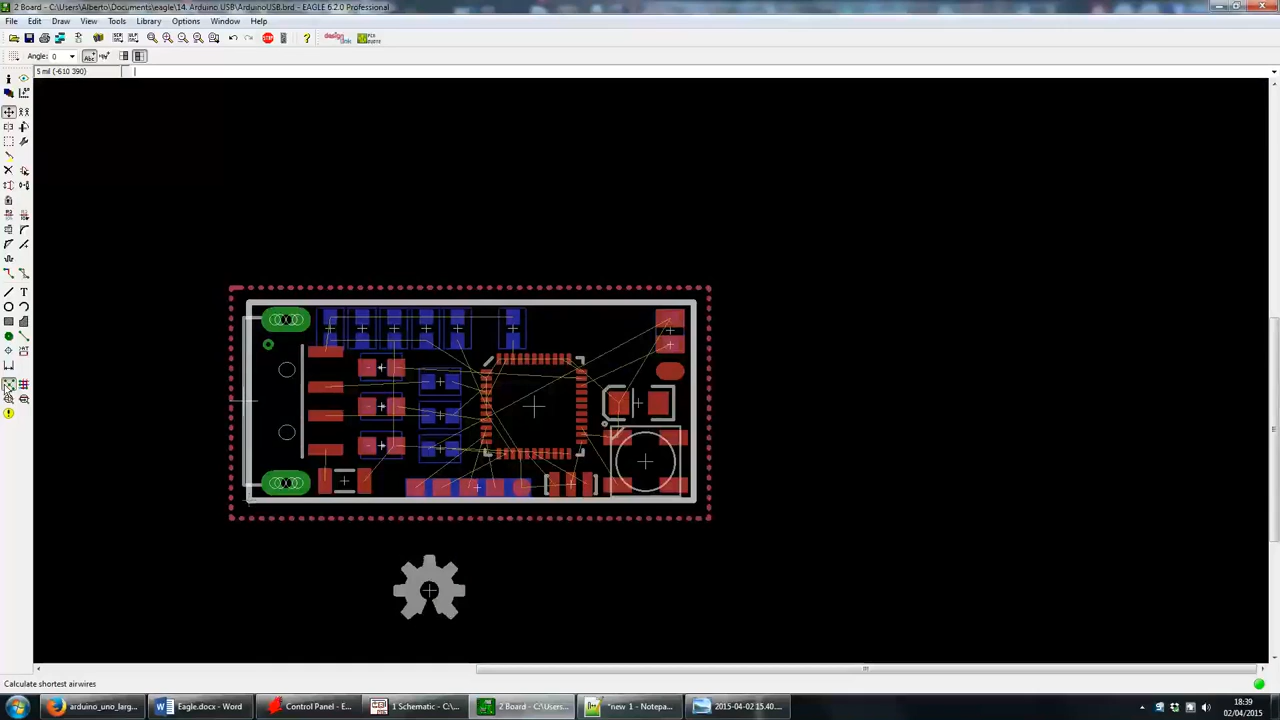 2 Board - C:\Users\Alberto\Documents\eagle\14. Arduino USB\ArduinoUSB.brd - EAGLE 6.2.0 Professional
File Edit Draw View Tools Library Options Window Help
Angle: 0
5 mil (-610 390)
Calculate shortest airwires
arduino_uno_larg...
Eagle.docx - Word
Control Panel - E...
1 Schematic - C:\...
2 Board - C:\Users...
*new 1 - Notepa...
2015-04-02 15.40....
18:39
02/04/2015